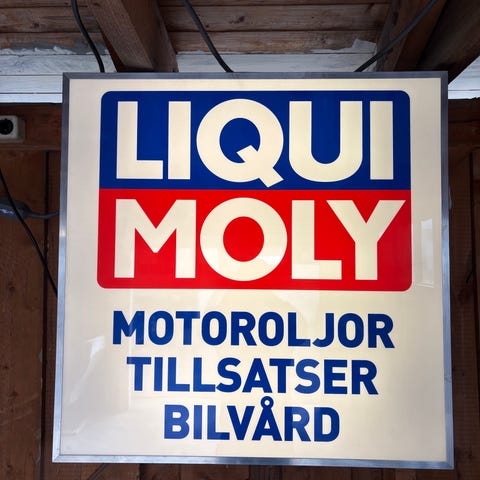 LIQUI
MOLY
MOTOROLJOR
TILLSATSER
BILVÅRD